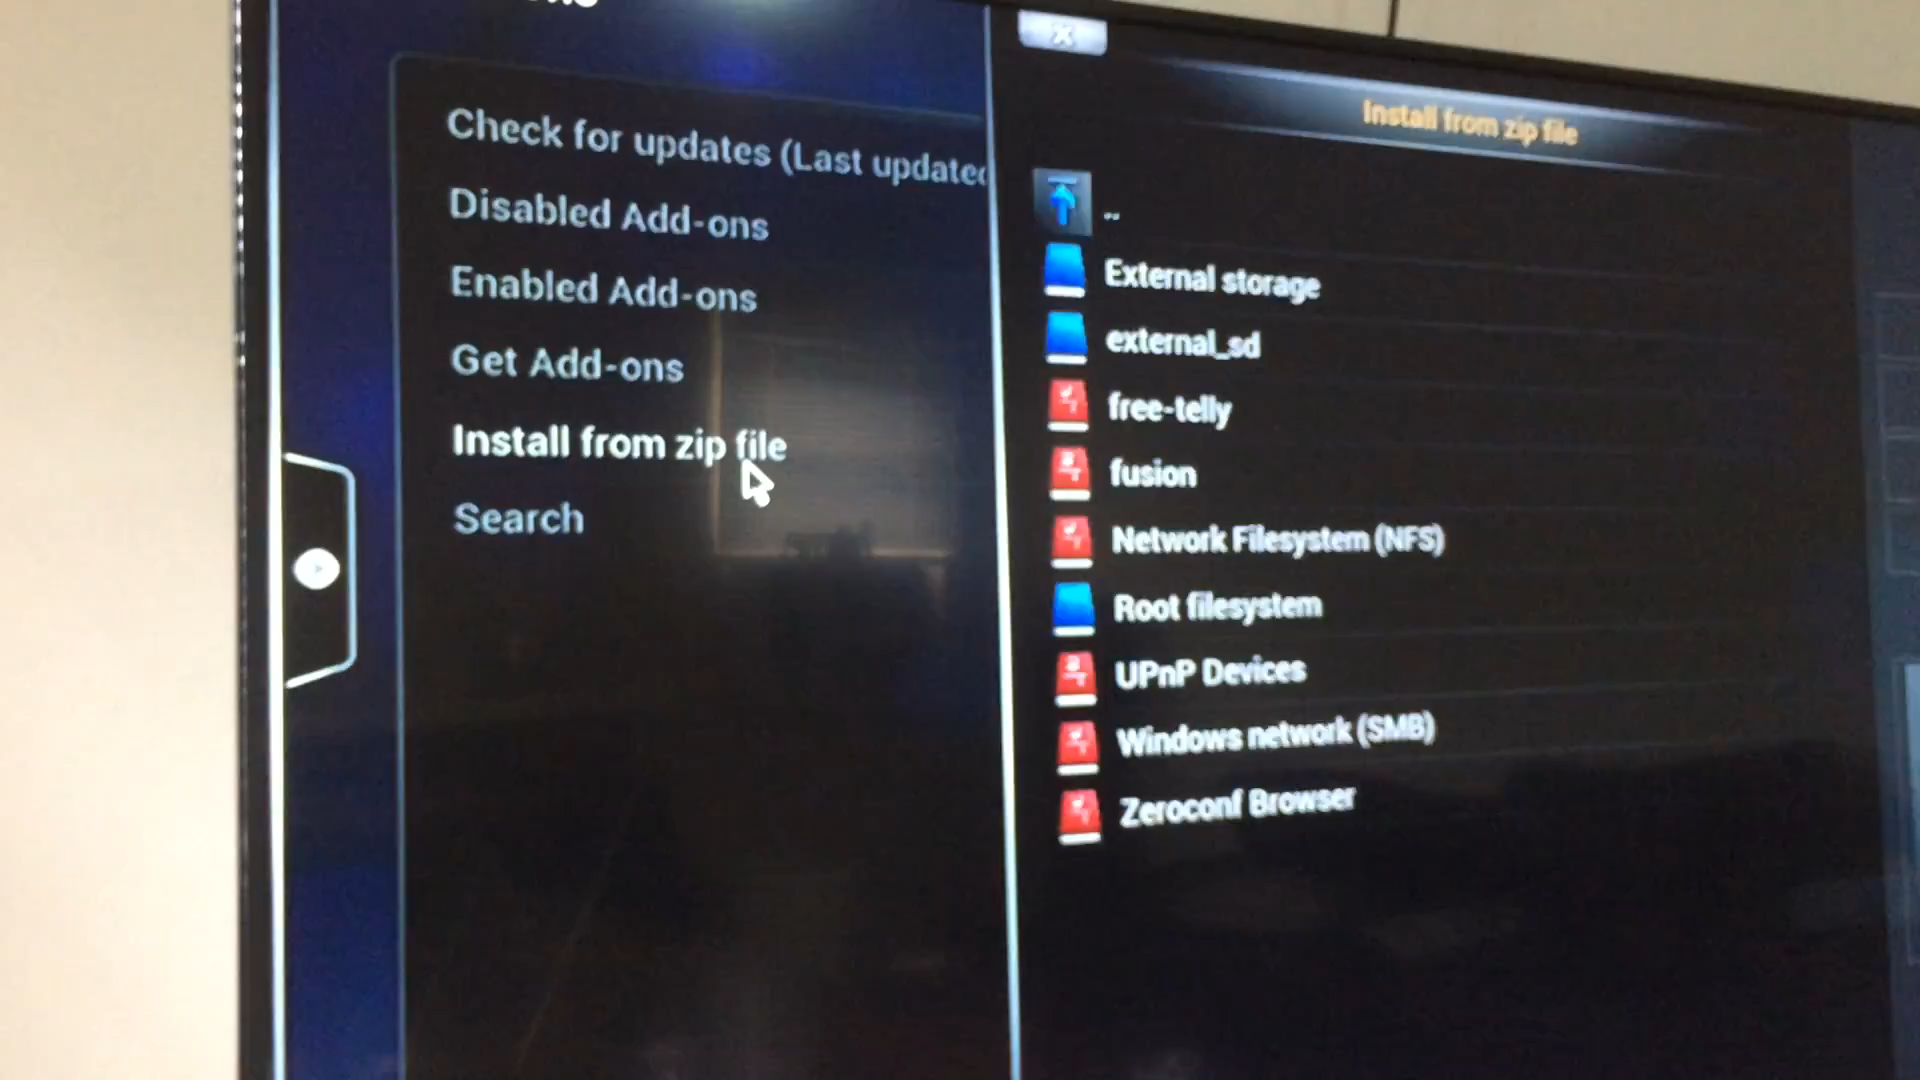 Check for updates (Last updated
Disabled Add-ons
Enabled Add-ons
Get Add-ons
Install from zip file
Search
Install from zip file
..
External storage
external_sd
free-telly
fusion
Network Filesystem (NFS)
Root filesystem
UPnP Devices
Windows network (SMB)
Zeroconf Browser